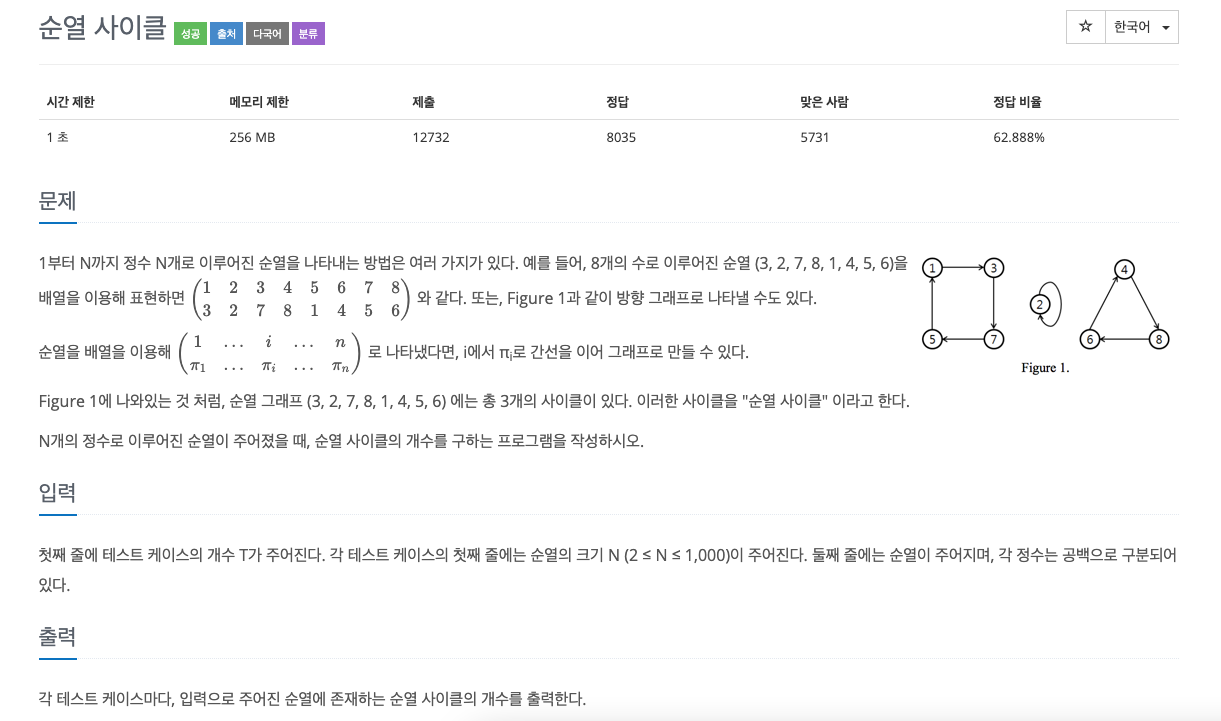 순열 사이클 성공 출처 다국어 분류
☆ 한국어
시간 제한 메모리 제한 제출 정답 맞은 사람 정답 비율
1 초 256 MB 12732 8035 5731 62.888%
문제
1부터 N까지 정수 N개로 이루어진 순열을 나타내는 방법은 여러 가지가 있다. 예를 들어, 8개의 수로 이루어진 순열 (3, 2, 7, 8, 1, 4, 5, 6)을
배열을 이용해 표현하면 (1 2 3 4 5 6 7 8
3 2 7 8 1 4 5 6) 와 같다. 또는, Figure 1과 같이 방향 그래프로 나타낼 수도 있다.
순열을 배열을 이용해 (1 … i … n
π1 … πi … πn) 로 나타냈다면, i에서 πi로 간선을 이어 그래프로 만들 수 있다.
1 3 2 4
5 7 6 8
Figure 1.
Figure 1에 나와있는 것 처럼, 순열 그래프 (3, 2, 7, 8, 1, 4, 5, 6) 에는 총 3개의 사이클이 있다. 이러한 사이클을 "순열 사이클" 이라고 한다.
N개의 정수로 이루어진 순열이 주어졌을 때, 순열 사이클의 개수를 구하는 프로그램을 작성하시오.
입력
첫째 줄에 테스트 케이스의 개수 T가 주어진다. 각 테스트 케이스의 첫째 줄에는 순열의 크기 N (2 ≤ N ≤ 1,000)이 주어진다. 둘째 줄에는 순열이 주어지며, 각 정수는 공백으로 구분되어
있다.
출력
각 테스트 케이스마다, 입력으로 주어진 순열에 존재하는 순열 사이클의 개수를 출력한다.